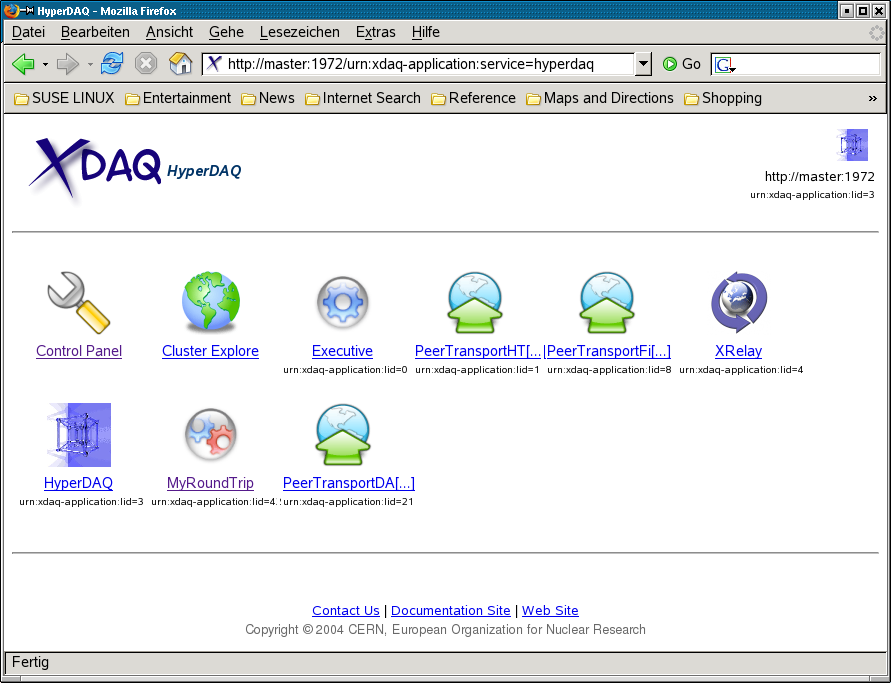 HyperDAQ - Mozilla Firefox
Datei Bearbeiten Ansicht Gehe Lesezeichen Extras Hilfe
http://master:1972/urn:xdaq-application:service=hyperdaq Go G
SUSE LINUX Entertainment News Internet Search Reference Maps and Directions Shopping »
XDAQ HyperDAQ
http://master:1972
urn:xdaq-application:lid=3
Control Panel Cluster Explore Executive PeerTransportHT[... PeerTransportFi[...] XRelay
urn:xdaq-application:lid=0 urn:xdaq-application:lid=1 urn:xdaq-application:lid=8 urn:xdaq-application:lid=4
HyperDAQ MyRoundTrip PeerTransportDA[...]
urn:xdaq-application:lid=3 urn:xdaq-application:lid=4 urn:xdaq-application:lid=21
Contact Us | Documentation Site | Web Site
Copyright © 2004 CERN, European Organization for Nuclear Research
Fertig